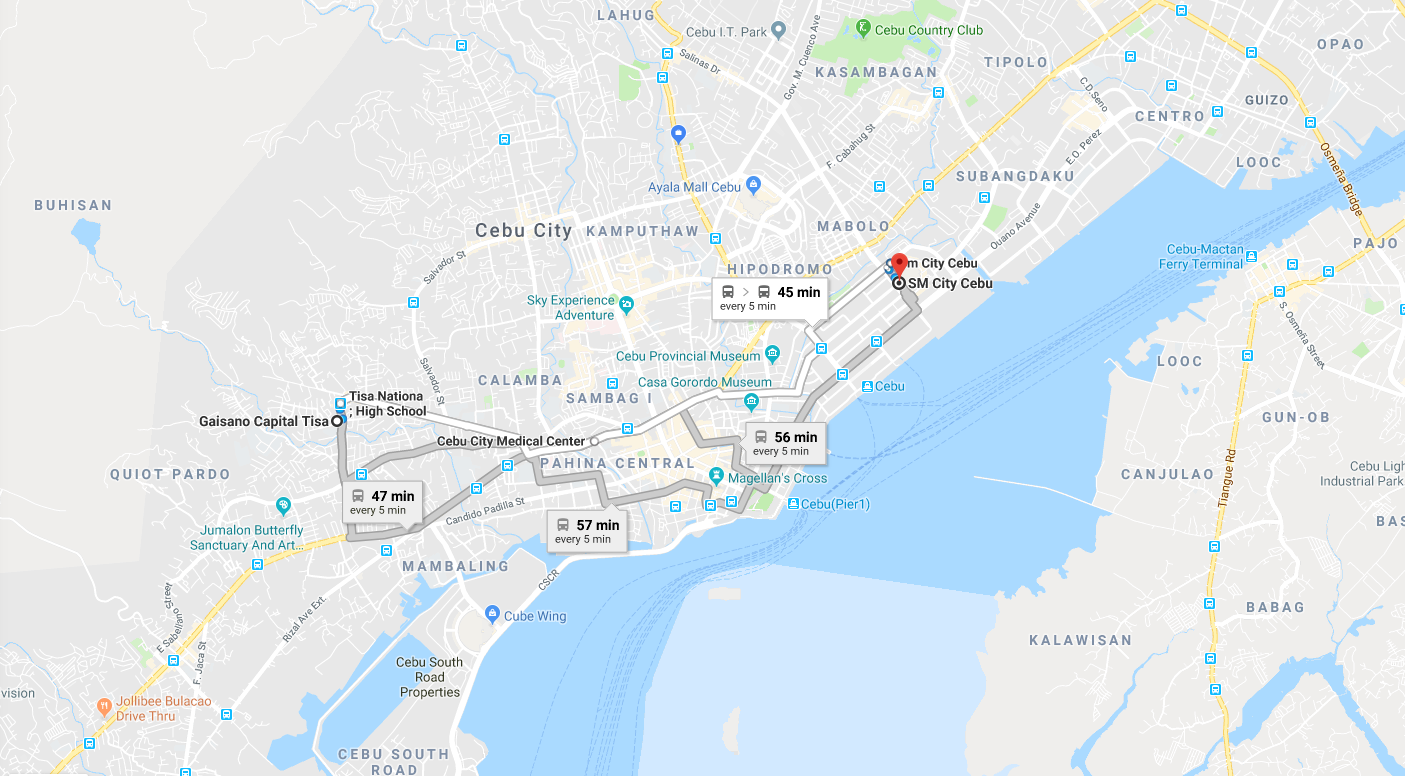 LAHUG
Cebu I.T. Park
Cebu Country Club
OPAO
Salinas Dr
Gov. M. Cuenco Ave
KASAMBAGAN
TIPOLO
C.D. Seno
GUIZO
CENTRO
F. Cabahug St
E.O. Perez
Osmeña Bridge
LOOC
SUBANGDAKU
Ayala Mall Cebu
BUHISAN
Ouano Avenue
Cebu City
KAMPUTHAW
MABOLO
PAJO
Cebu-Mactan
Ferry Terminal
Salvador St
HIPODROMO
m City Cebu
SM City Cebu
45 min
every 5 min
Sky Experience
Adventure
S. Osmeña Street
Cebu Provincial Museum
LOOC
Salvador St
CALAMBA
Casa Gorordo Museum
Cebu
SAMBAG I
Tisa Nationa
; High School
Gaisano Capital Tisa
GUN-OB
Cebu City Medical Center
56 min
every 5 min
PAHINA CENTRAL
QUIOT PARDO
Magellan's Cross
CANJULAO
Tiangue Rd
Cebu Ligh
Industrial Park
47 min
every 5 min
Candido Padilla St
Cebu(Pier1)
57 min
every 5 min
BAS
Jumalon Butterfly
Sanctuary And Art...
MAMBALING
CSCR
E Sabellano street
Rizal Ave Ext.
Cube Wing
BABAG
F. Jaca St
KALAWISAN
Cebu South
Road
Properties
vision
Jollibee Bulacao
Drive Thru
CEBU SOUTH
ROAD